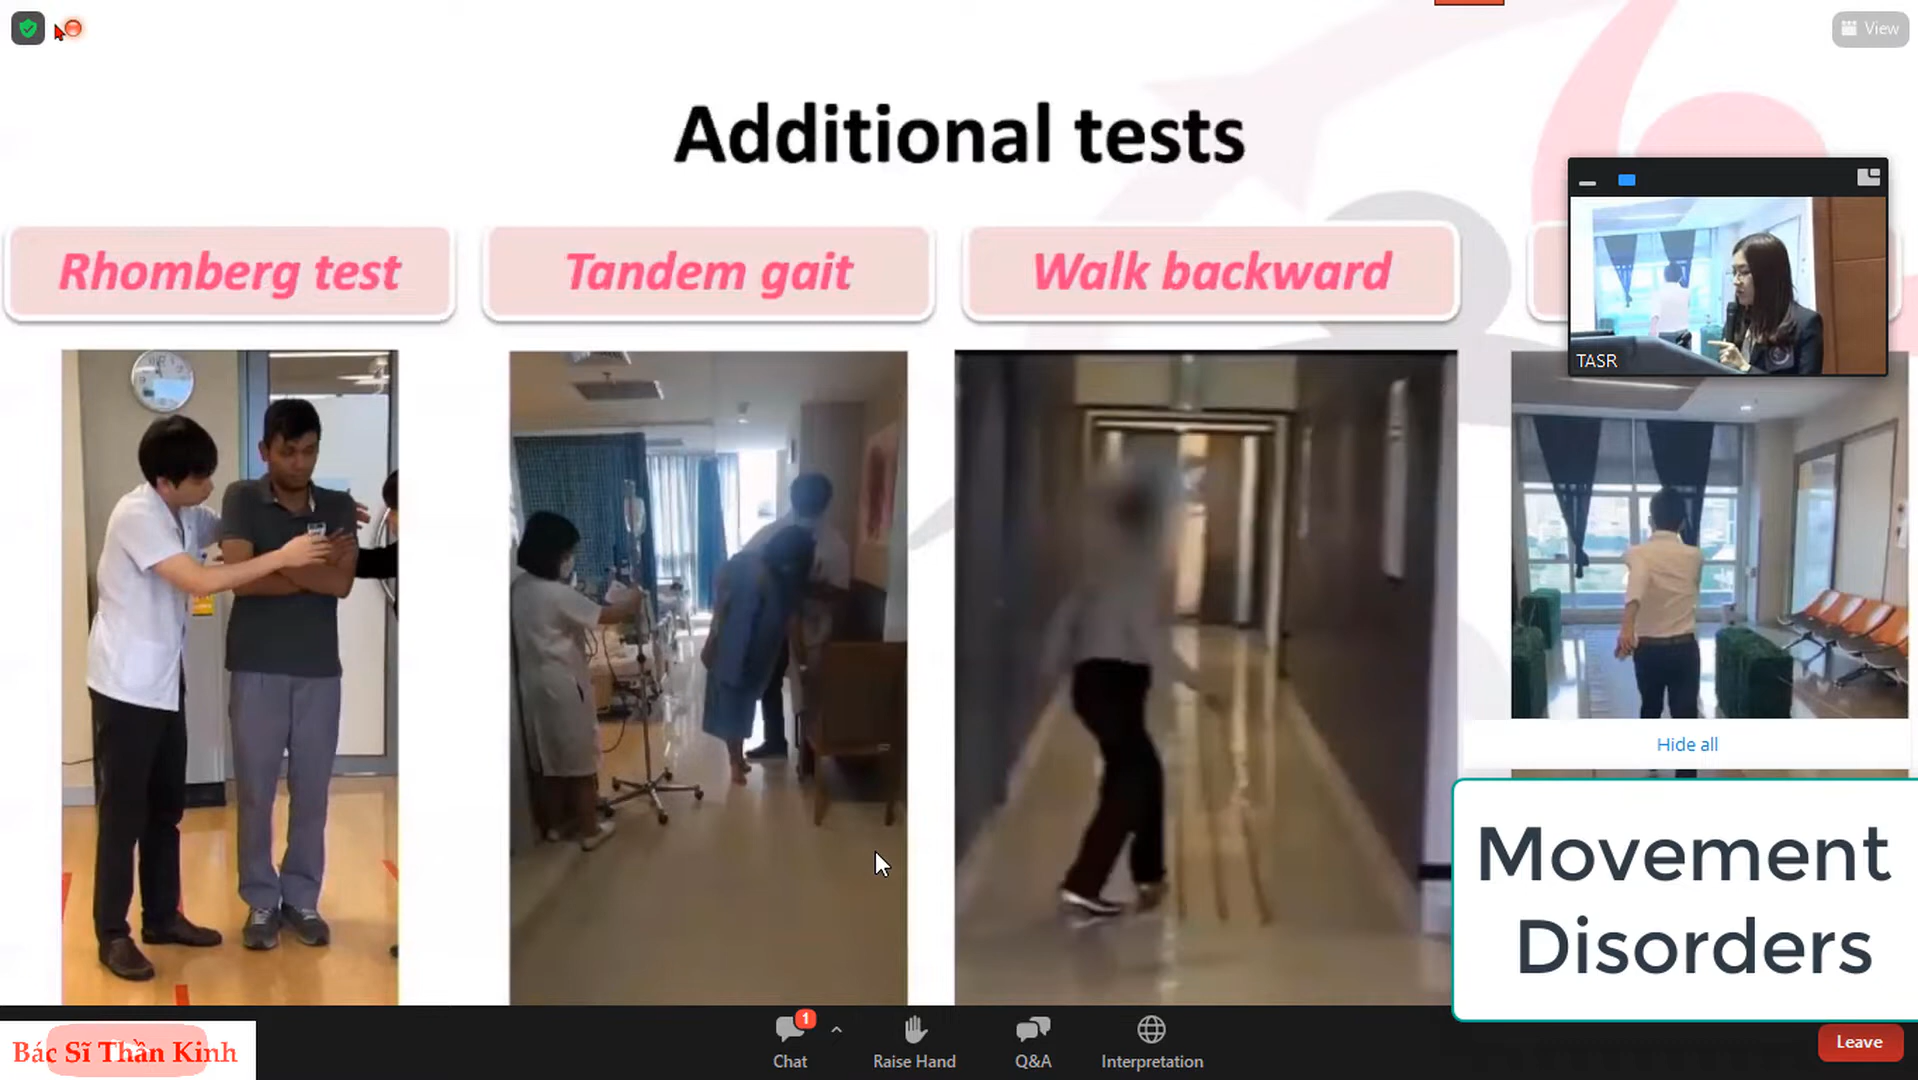 View
Additional tests
Rhomberg test
Tandem gait
Walk backward
TASR
Hide all
Movement
Disorders
Bác Sĩ Thần Kinh
1
Chat
Raise Hand
Q&A
Interpretation
Leave